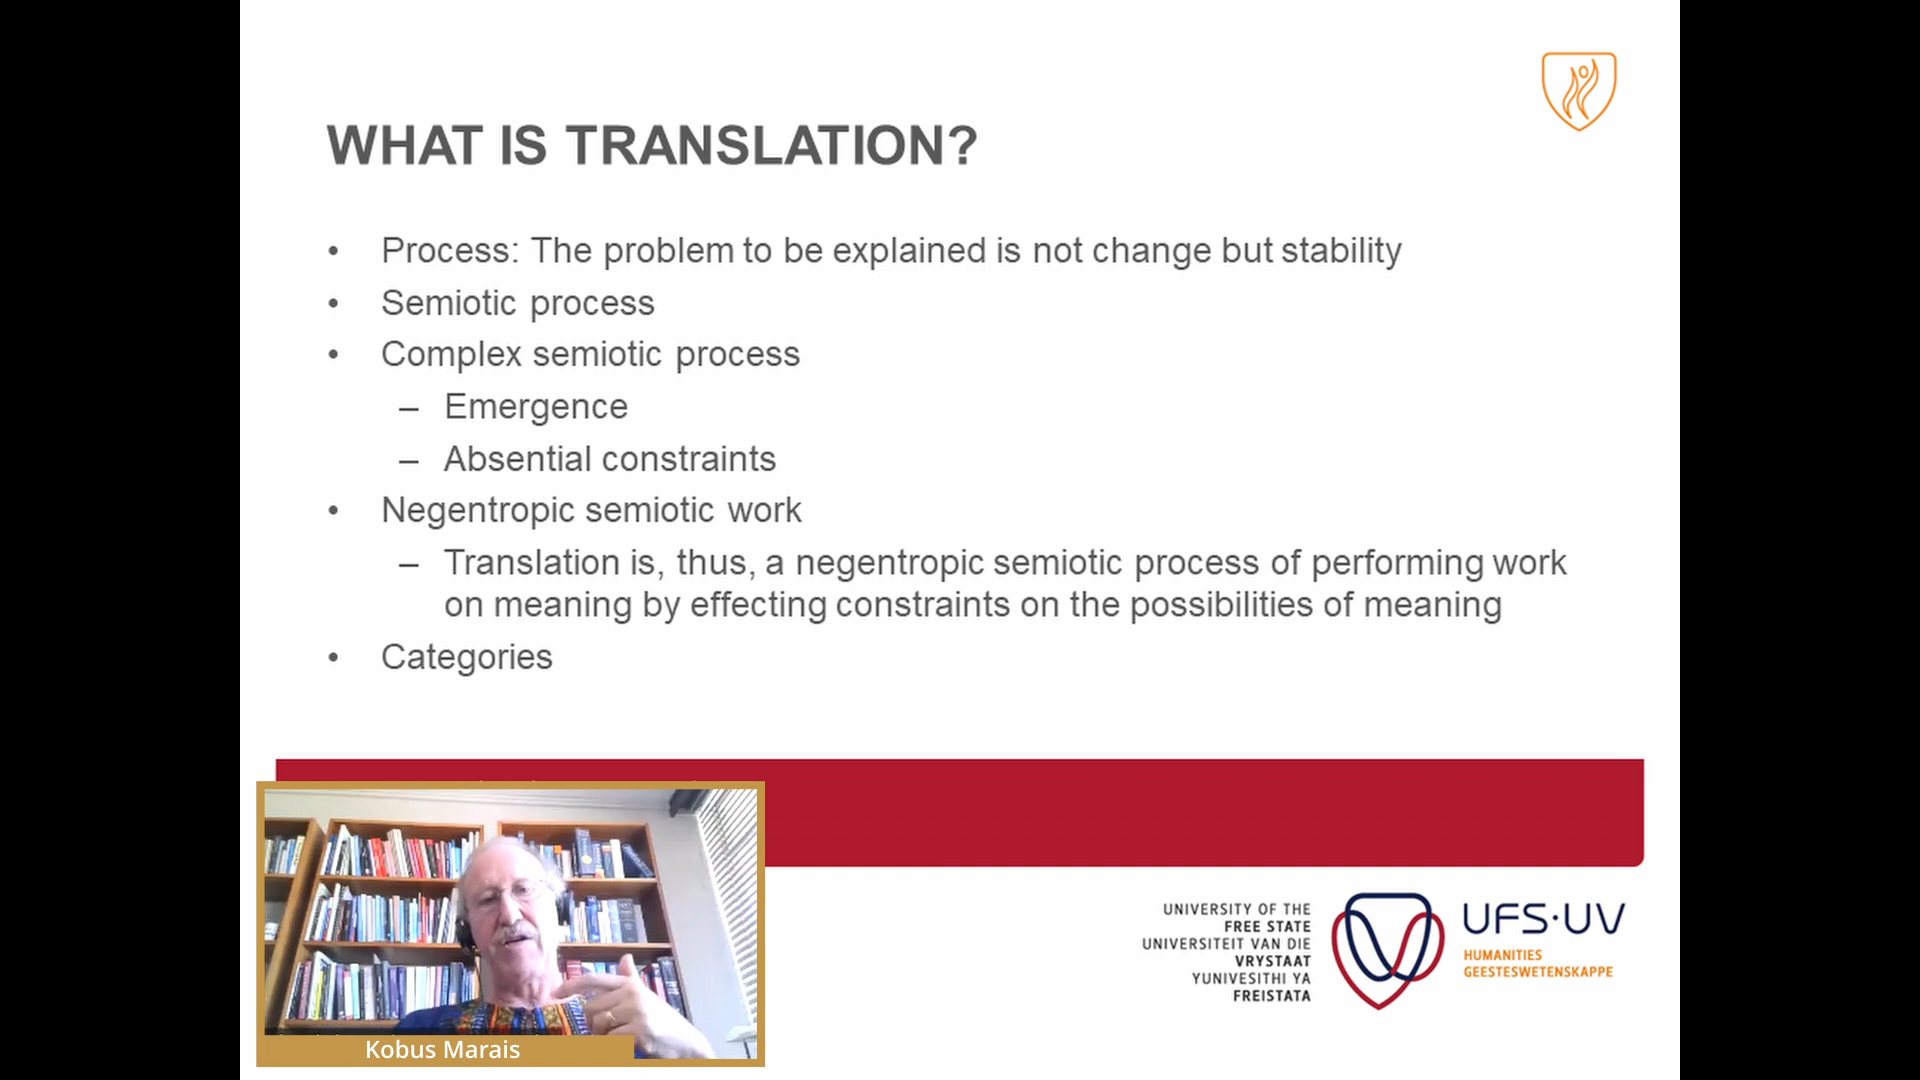 WHAT IS TRANSLATION?
• Process: The problem to be explained is not change but stability
• Semiotic process
• Complex semiotic process
– Emergence
– Absential constraints
• Negentropic semiotic work
– Translation is, thus, a negentropic semiotic process of performing work
on meaning by effecting constraints on the possibilities of meaning
• Categories
Kobus Marais
UNIVERSITY OF THE
FREE STATE
UNIVERSITEIT VAN DIE
VRYSTAAT
YUNIVESITHI YA
FREISTATA
UFS·UV
HUMANITIES
GEESTESWETENSKAPPE